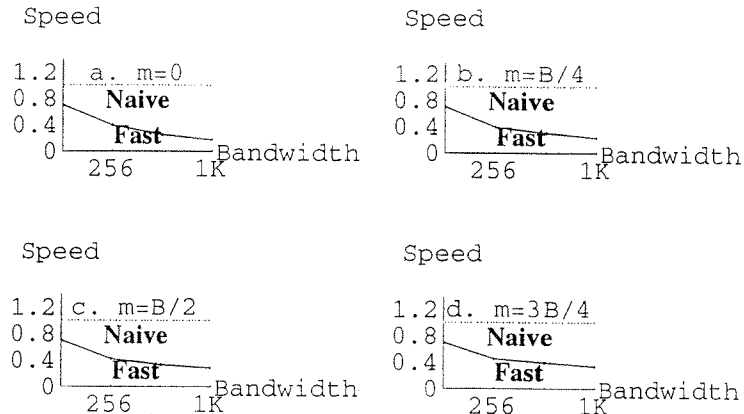 Speed
1.2 a. m=0
0.8 Naive
0.4 Fast
0 Bandwidth
256 1K
Speed
1.2 b. m=B/4
0.8 Naive
0.4 Fast
0 Bandwidth
256 1K
Speed
1.2 c. m=B/2
0.8 Naive
0.4 Fast
0 Bandwidth
256 1K
Speed
1.2 d. m=3B/4
0.8 Naive
0.4 Fast
0 Bandwidth
256 1K